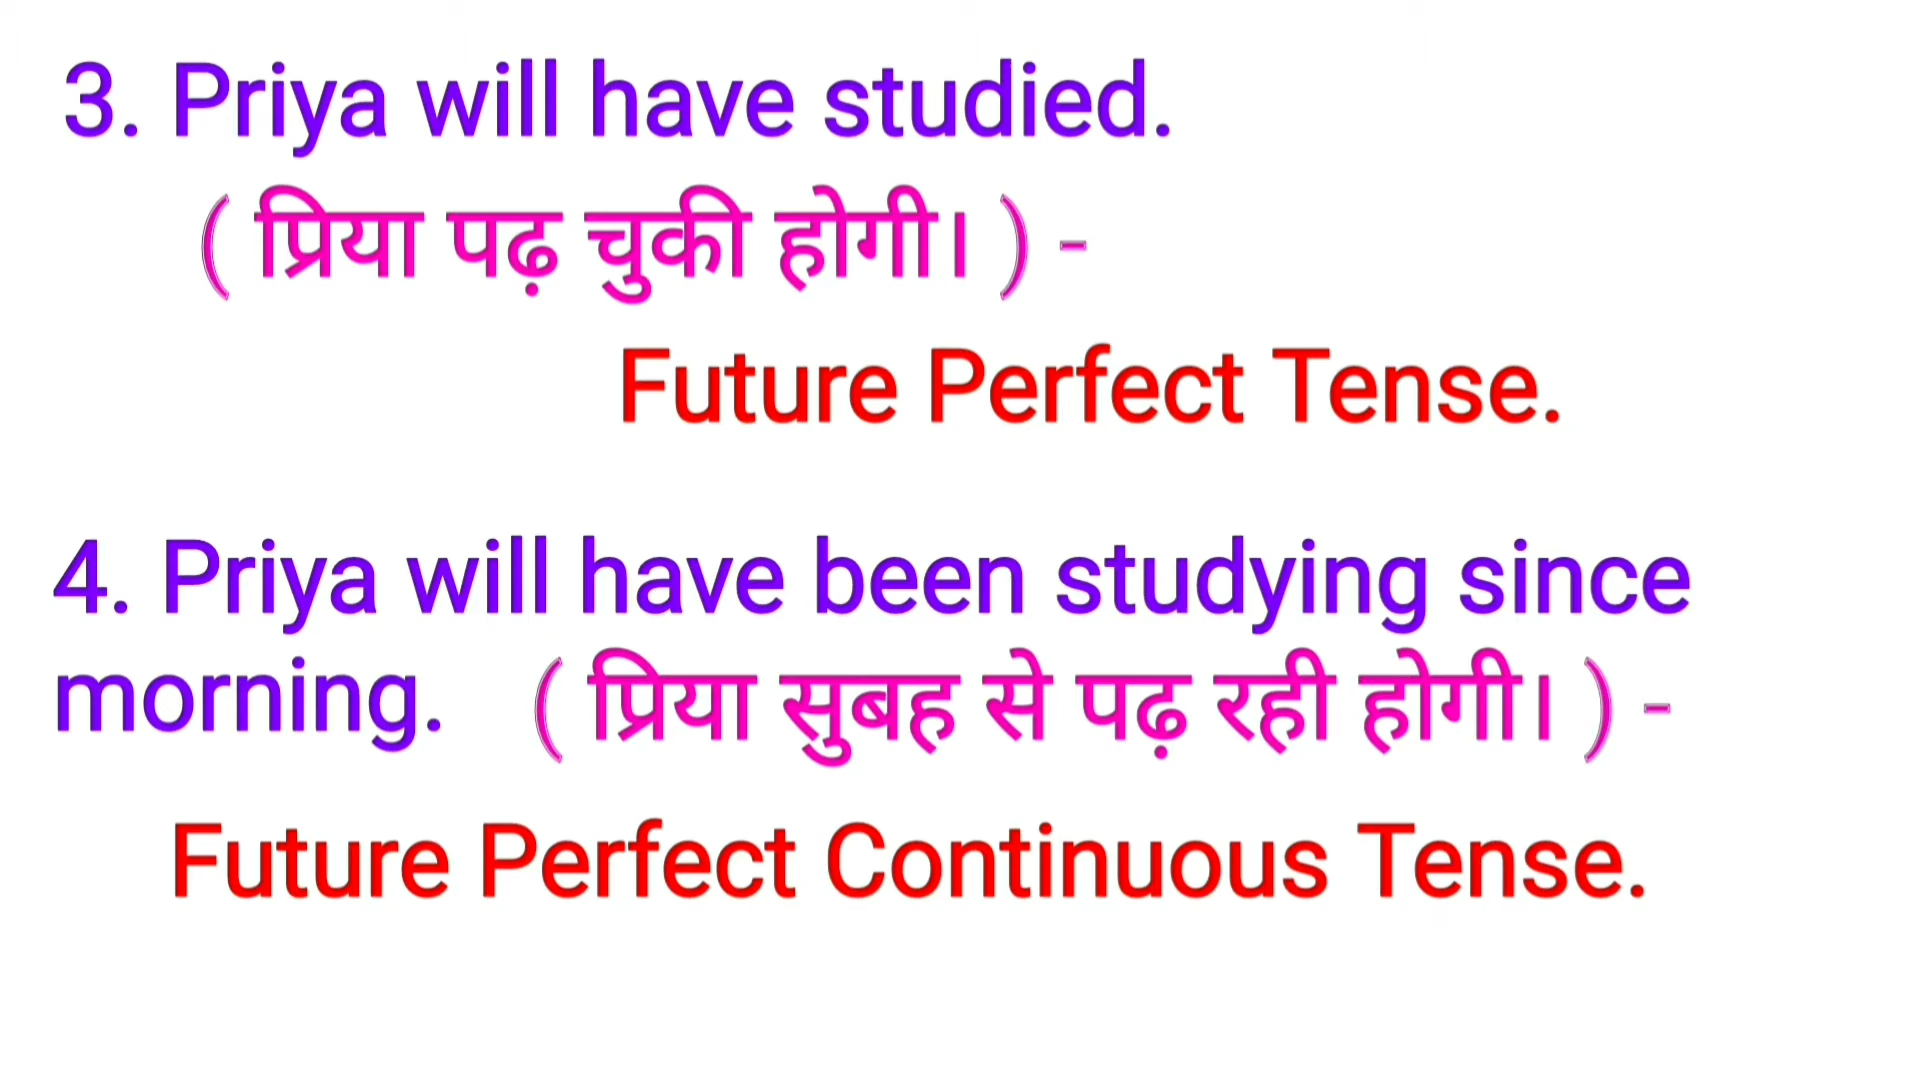 3. Priya will have studied.
( प्रिया पढ़ चुकी होगी। ) -
Future Perfect Tense.
4. Priya will have been studying since
morning. ( प्रिया सुबह से पढ़ रही होगी। ) -
Future Perfect Continuous Tense.